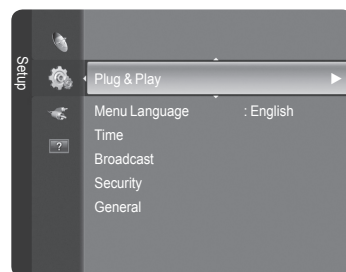 Setup
Plug & Play
Menu Language : English
Time
Broadcast
Security
General
?